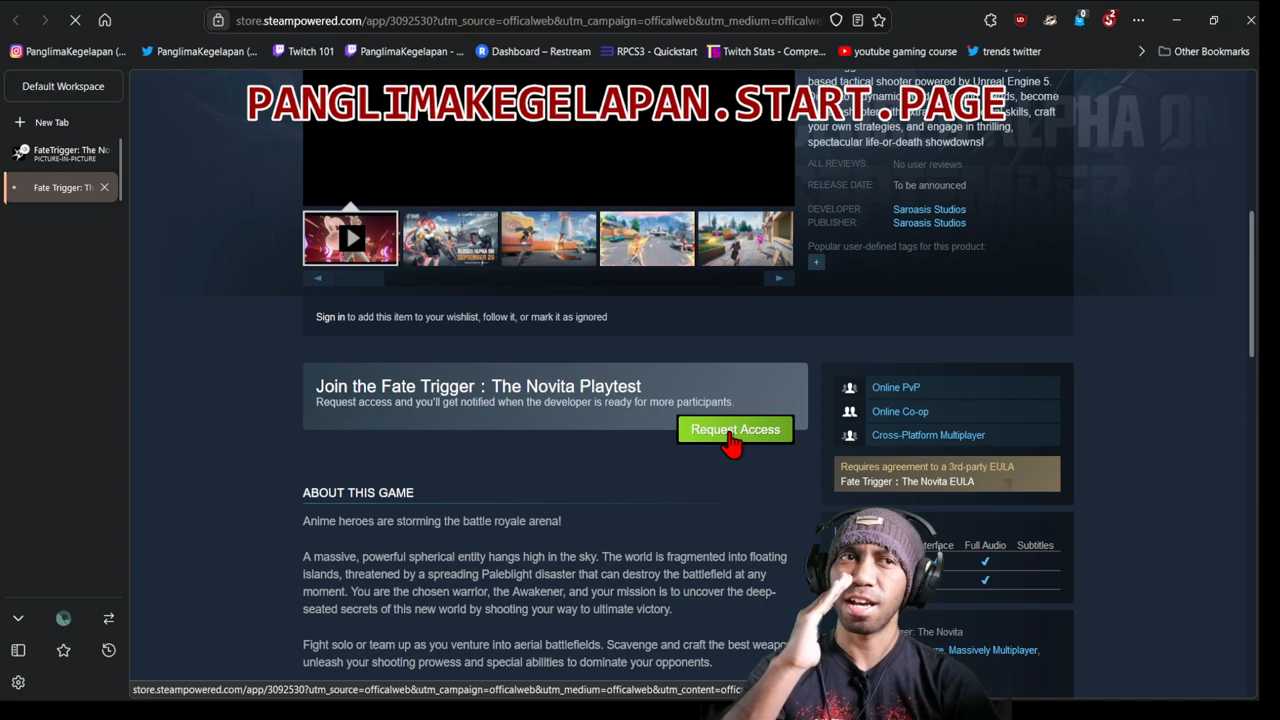 store.steampowered.com/app/3092530?utm_source=officalweb&utm_campaign=officalweb&utm_medium=officalwe
PanglimaKegelapan (...
PanglimaKegelapan (...
Twitch 101
PanglimaKegelapan - ...
Dashboard – Restream
RPCS3 - Quickstart
Twitch Stats - Compre...
youtube gaming course
trends twitter
Other Bookmarks
Default Workspace
New Tab
FateTrigger: The No
PICTURE-IN-PICTURE
Fate Trigger: Th
PANGLIMAKEGELAPAN.START.PAGE
based tactical shooter powered by Unreal Engine 5.
your own strategies, and engage in thrilling,
spectacular life-or-death showdowns!
ALL REVIEWS: No user reviews
RELEASE DATE: To be announced
DEVELOPER: Saroasis Studios
PUBLISHER: Saroasis Studios
Popular user-defined tags for this product:
+
CLOSED ALPHA ON
SEPTEMBER 25
Sign in to add this item to your wishlist, follow it, or mark it as ignored
Join the Fate Trigger：The Novita Playtest
Request access and you'll get notified when the developer is ready for more participants.
Request Access
Online PvP
Online Co-op
Cross-Platform Multiplayer
Requires agreement to a 3rd-party EULA
Fate Trigger：The Novita EULA
ABOUT THIS GAME
Anime heroes are storming the battle royale arena!
A massive, powerful spherical entity hangs high in the sky. The world is fragmented into floating
islands, threatened by a spreading Paleblight disaster that can destroy the battlefield at any
moment. You are the chosen warrior, the Awakener, and your mission is to uncover the deep-
seated secrets of this new world by shooting your way to ultimate victory.
Fight solo or team up as you venture into aerial battlefields. Scavenge and craft the best weapo
unleash your shooting prowess and special abilities to dominate your opponents.
terface Full Audio Subtitles
er: The Novita
re, Massively Multiplayer,
store.steampowered.com/app/3092530?utm_source=officalweb&utm_campaign=officalweb&utm_medium=officalweb&utm_content=offic